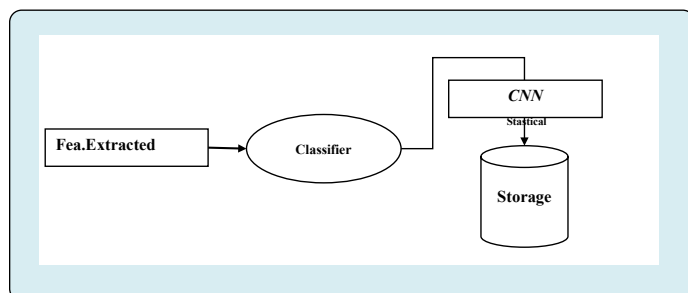 Fea.Extracted
Classifier
CNN
Stastical
Storage